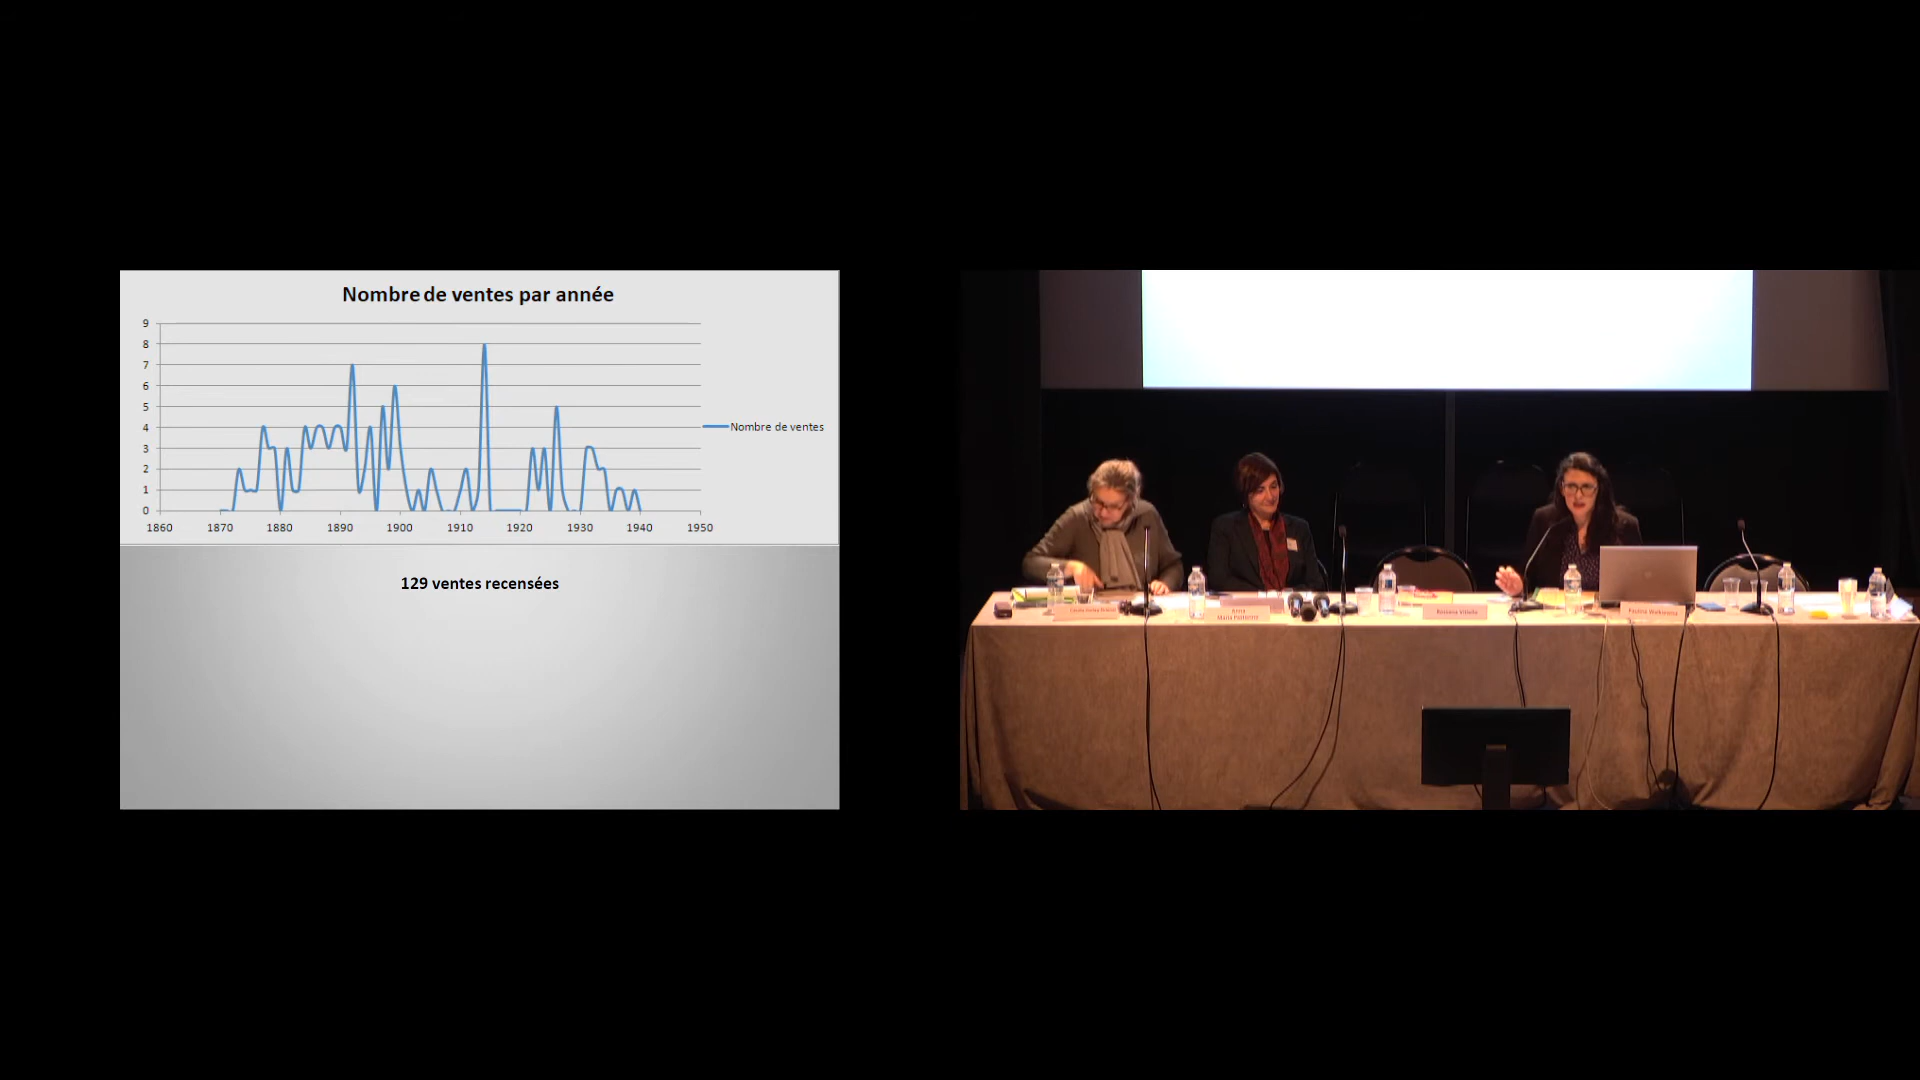 Nombre de ventes par année
9
8
7
6
5
4
3
2
1
0
1860 1870 1880 1890 1900 1910 1920 1930 1940 1950
Nombre de ventes
129 ventes recensées